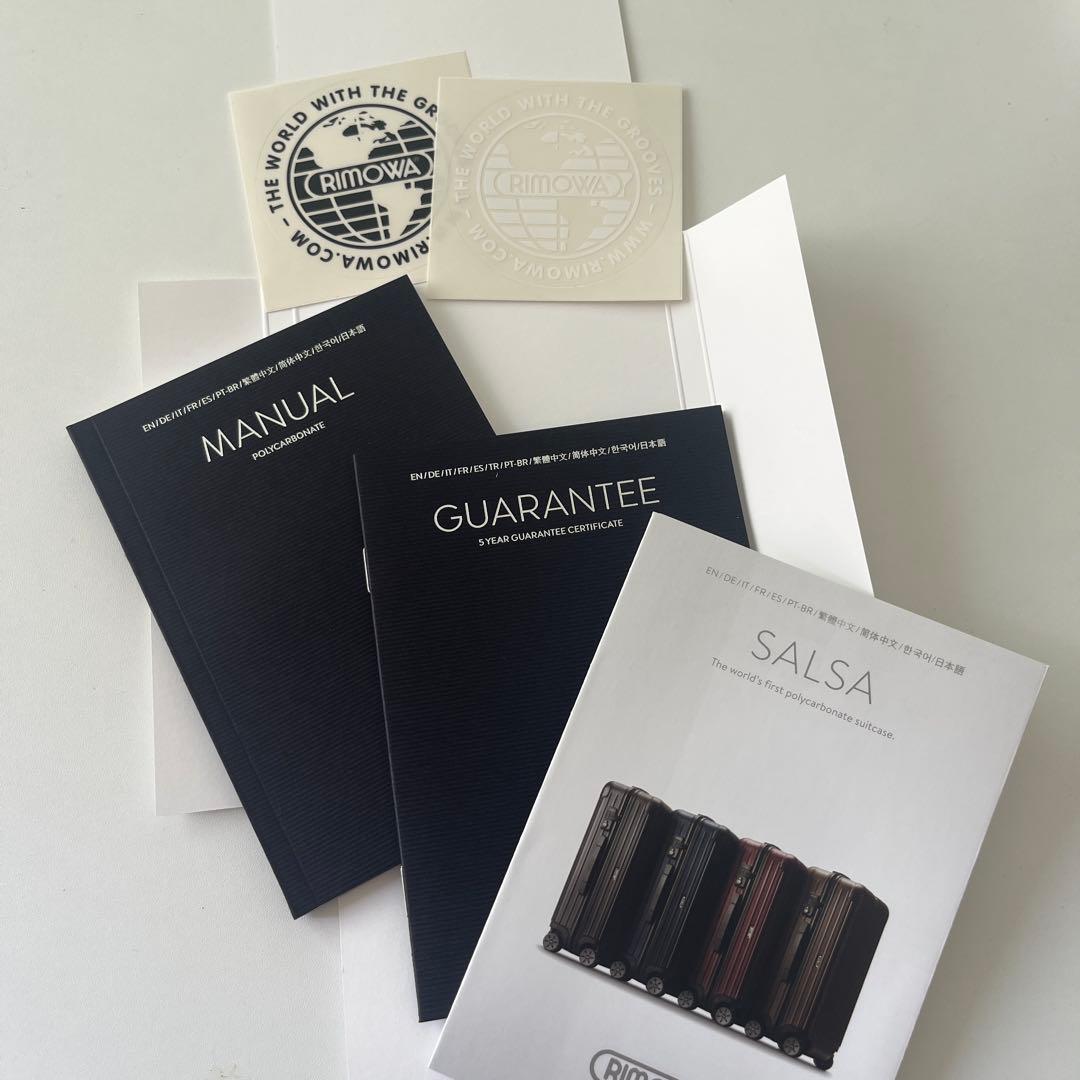 – THE WORLD WITH THE GR
RIMOWA
.RIMOWA.COM
– THE WORLD WITH THE GROOVES –
RIMOWA
WWW.RIMOWA.COM
EN/DE/IT/FR/ES/PT-BR/繁體中文/简体中文/한국어/日本語
MANUAL
POLYCARBONATE
EN/DE/IT/FR/ES/TR/PT-BR/繁體中文/简体中文/한국어/日本語
GUARANTEE
5 YEAR GUARANTEE CERTIFICATE
EN/DE/IT/FR/ES/PT-BR/繁體中文/简体中文/한국어/日本語
SALSA
The world's first polycarbonate suitcase.
RIMOWA